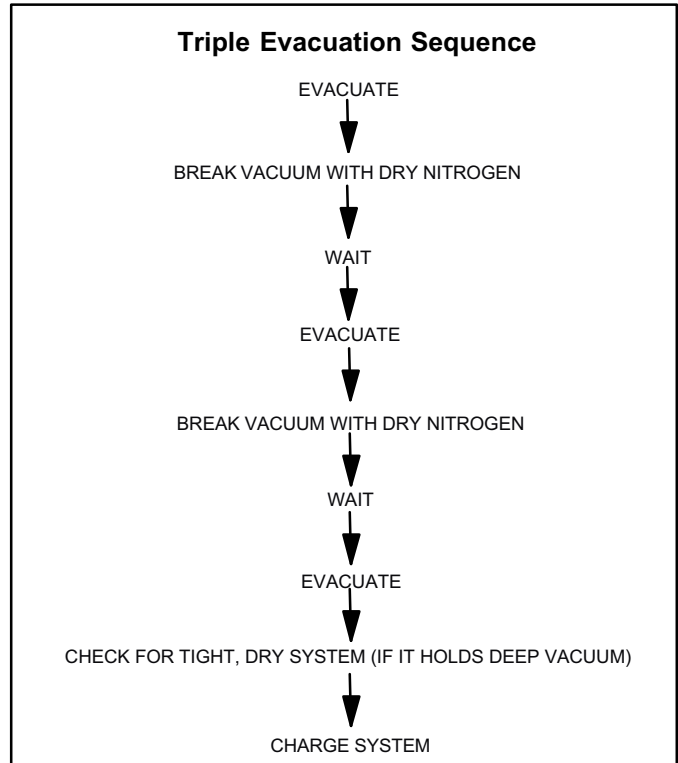 Triple Evacuation Sequence
EVACUATE
BREAK VACUUM WITH DRY NITROGEN
WAIT
EVACUATE
BREAK VACUUM WITH DRY NITROGEN
WAIT
EVACUATE
CHECK FOR TIGHT, DRY SYSTEM (IF IT HOLDS DEEP VACUUM)
CHARGE SYSTEM